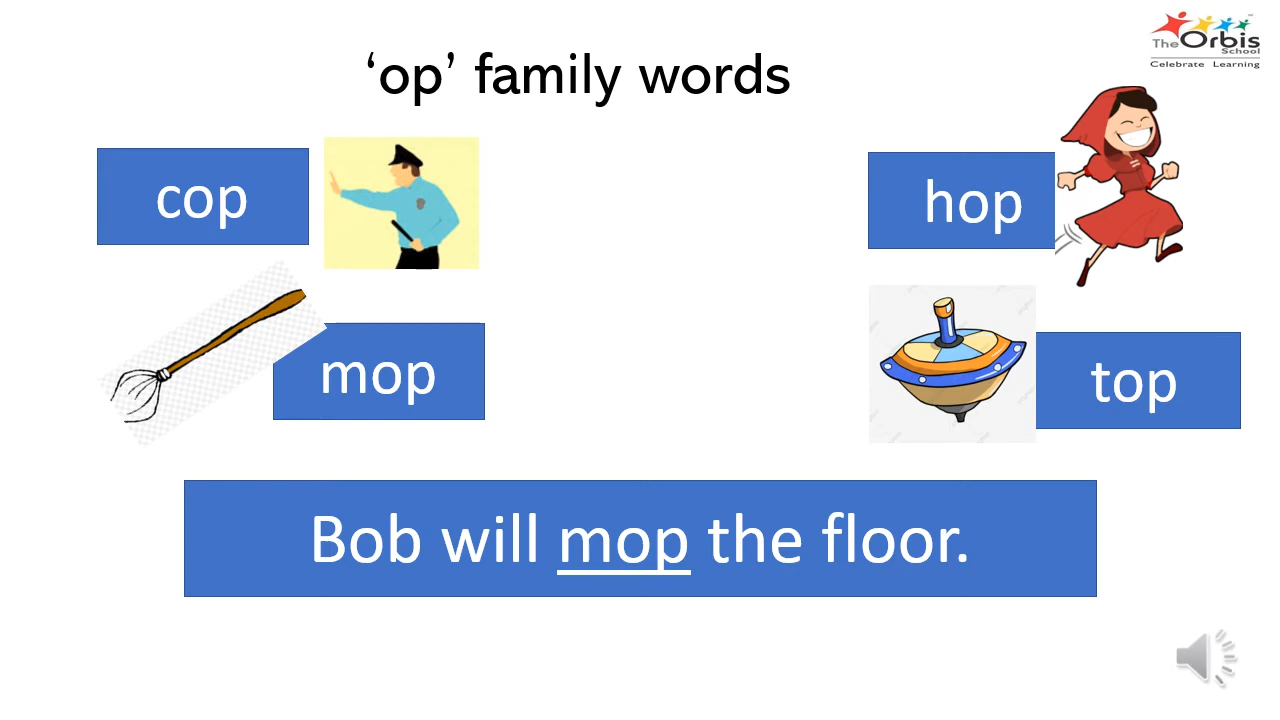 ‘op’ family words
The Orbis
School
Celebrate Learning
cop
hop
mop
top
Bob will mop the floor.